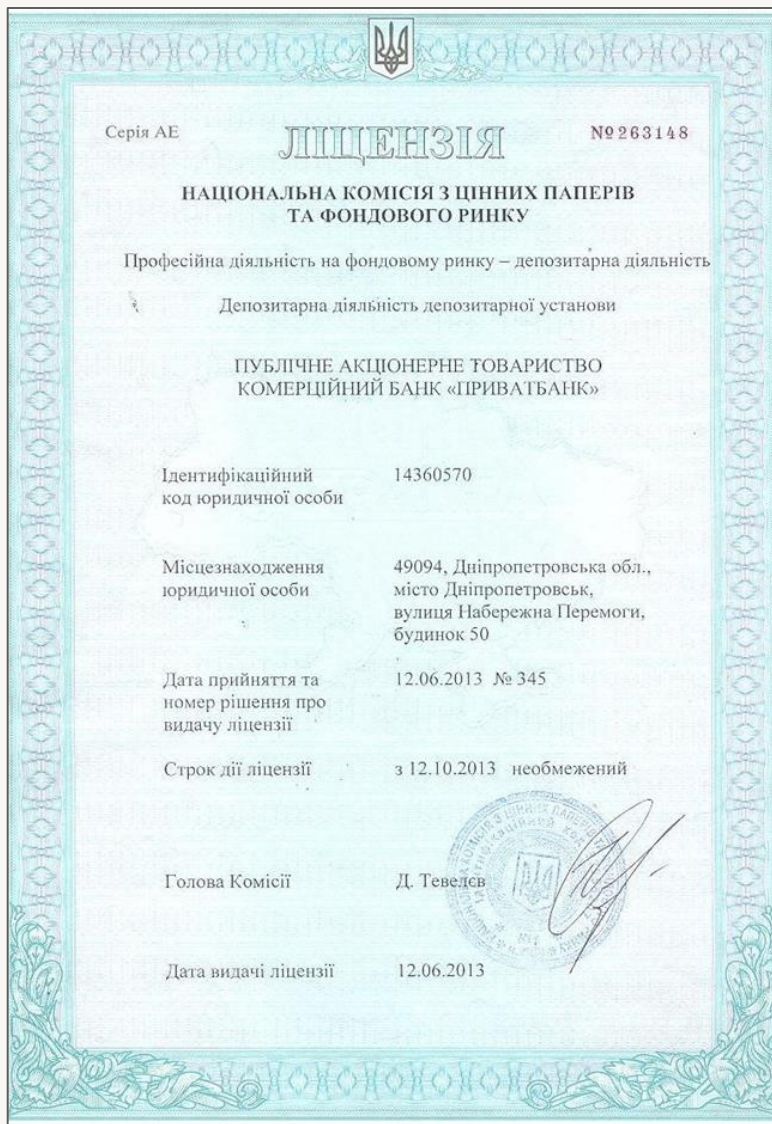 Серія АЕ
ЛІЦЕНЗІЯ
№263148
НАЦІОНАЛЬНА КОМІСІЯ З ЦІННИХ ПАПЕРІВ
ТА ФОНДОВОГО РИНКУ
Професійна діяльність на фондовому ринку – депозитарна діяльність
Депозитарна діяльність депозитарної установи
ПУБЛІЧНЕ АКЦІОНЕРНЕ ТОВАРИСТВО
КОМЕРЦІЙНИЙ БАНК «ПРИВАТБАНК»
Ідентифікаційний 14360570
код юридичної особи
Місцезнаходження 49094, Дніпропетровська обл.,
юридичної особи місто Дніпропетровськ,
вулиця Набережна Перемоги,
будинок 50
Дата прийняття та 12.06.2013 № 345
номер рішення про
видачу ліцензії
Строк дії ліцензії з 12.10.2013 необмежений
Голова Комісії Д. Тевелєв
Дата видачі ліцензії 12.06.2013